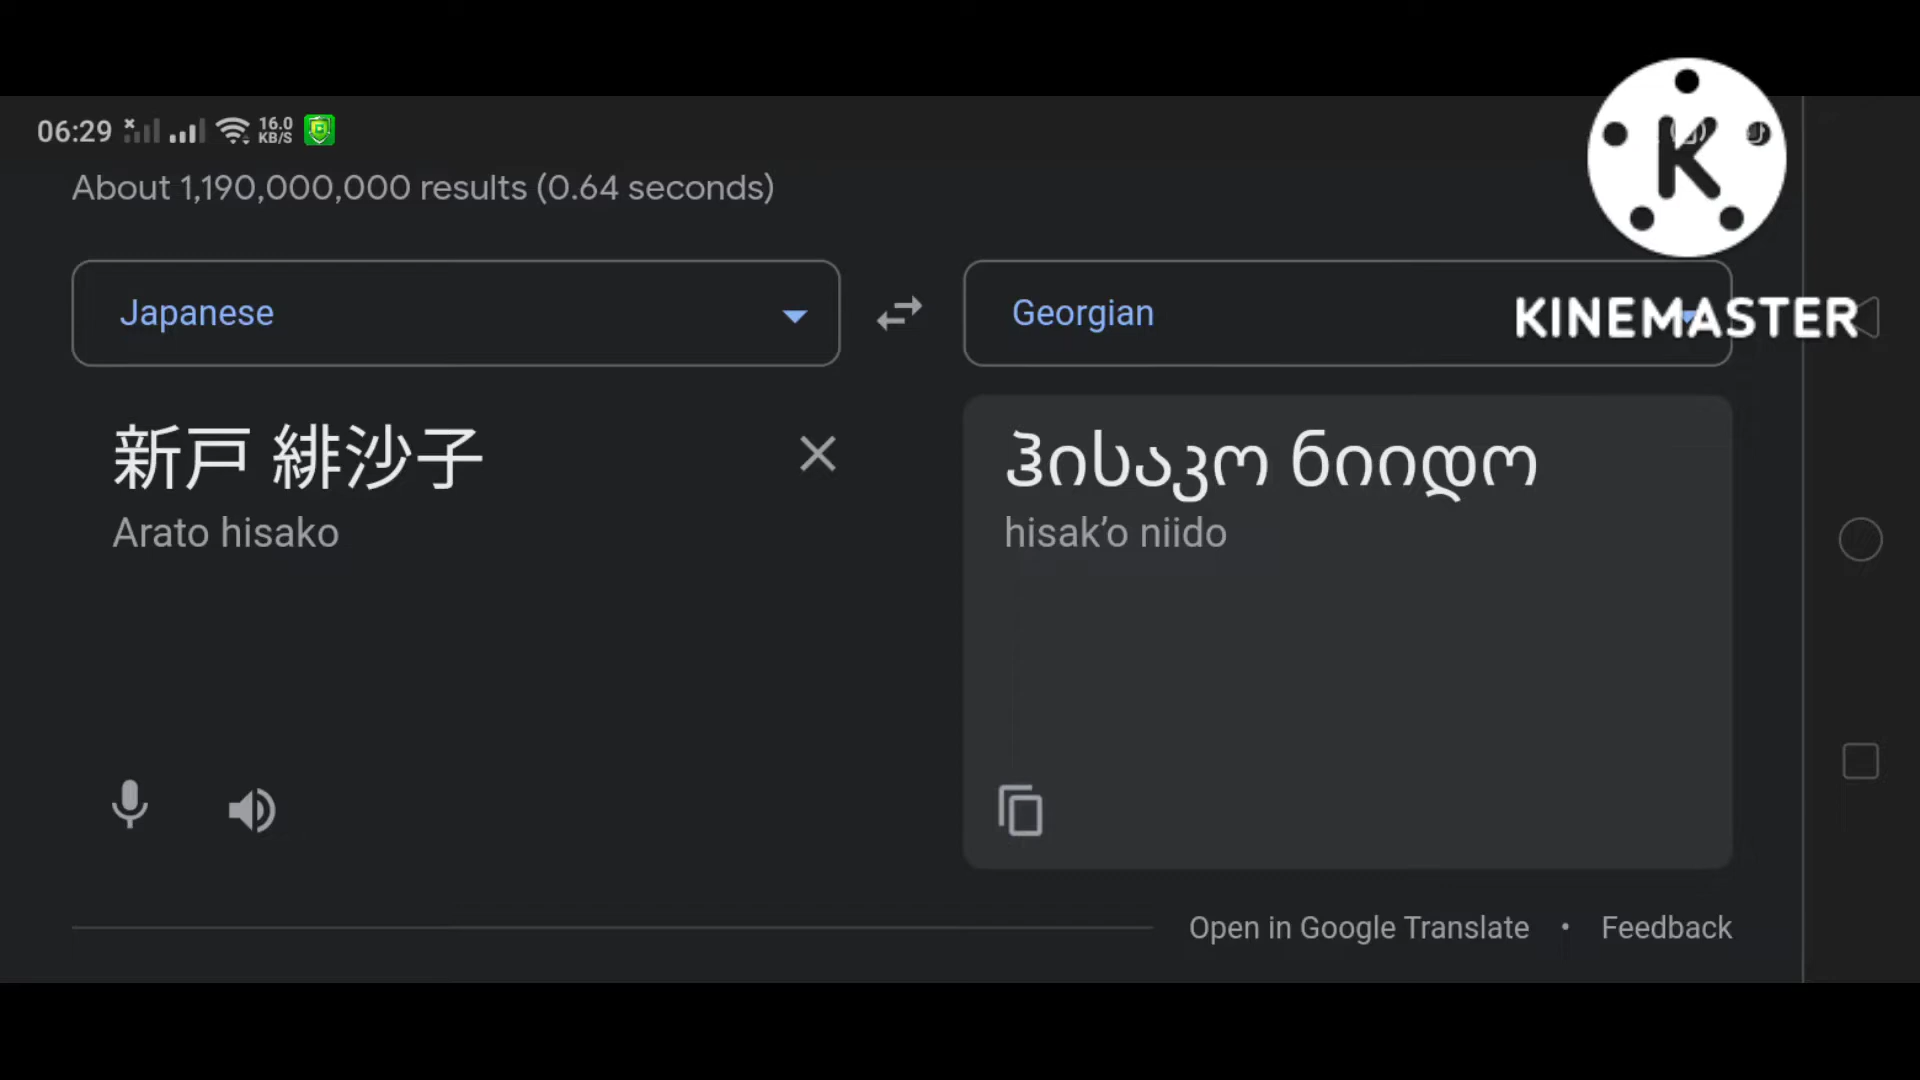 06:29 16.0 KB/S
About 1,190,000,000 results (0.64 seconds)
K
KINEMASTER
Japanese
Georgian
新戸 緋沙子
Arato hisako
ჰისაკო ნიიდო
hisak’o niido
Open in Google Translate • Feedback